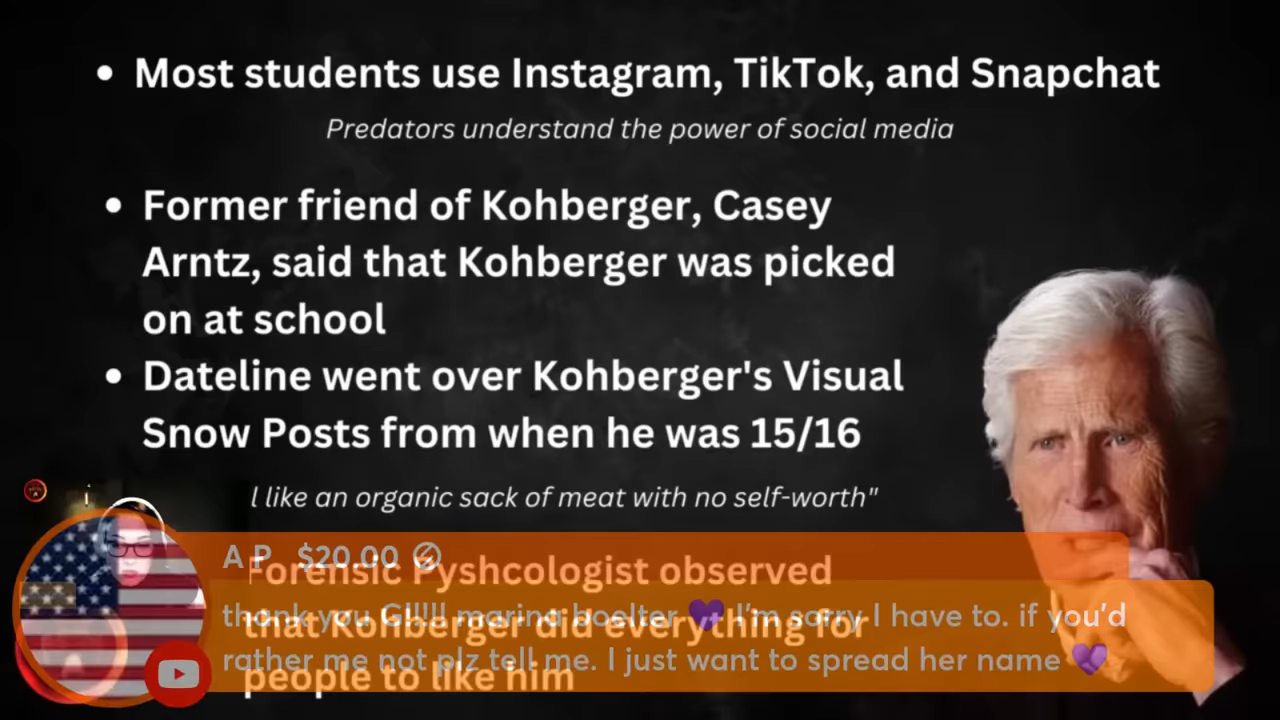 Most students use Instagram, TikTok, and Snapchat
Predators understand the power of social media
Former friend of Kohberger, Casey
Arntz, said that Kohberger was picked
on at school
Dateline went over Kohberger's Visual
Snow Posts from when he was 15/16
l like an organic sack of meat with no self-worth"
A P $20.00
Forensic Pyshcologist observed
thank you G!!!!! marina boelter 💜 I'm sorry I have to. if you'd
that Kohberger did everything for
rather me not plz tell me. I just want to spread her name 💜
people to like him